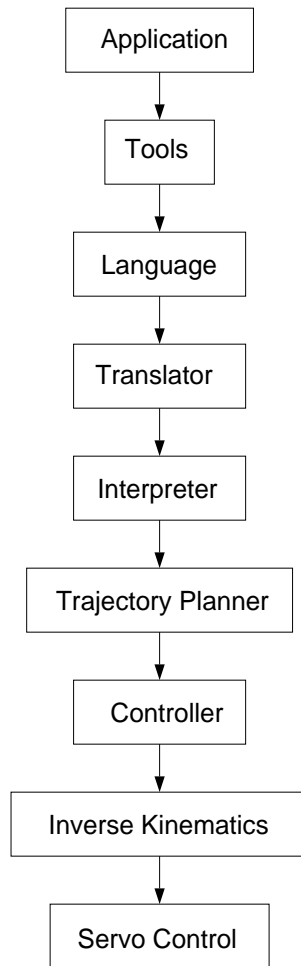 Application
Tools
Language
Translator
Interpreter
Trajectory Planner
Controller
Inverse Kinematics
Servo Control